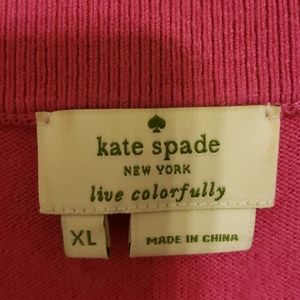 kate spade
NEW YORK
live colorfully
XL
MADE IN CHINA